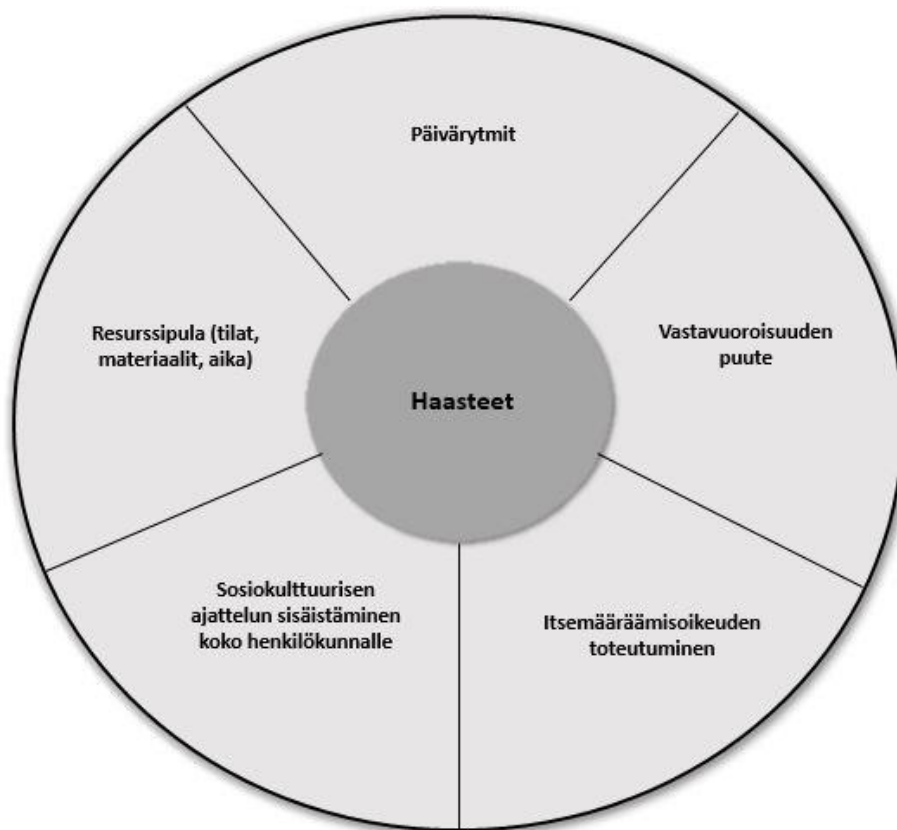 Päivärytmit
Resurssipula (tilat,
materiaalit, aika)
Vastavuoroisuuden
puute
Haasteet
Sosiokulttuurisen
ajattelun sisäistäminen
koko henkilökunnalle
Itsemääräämisoikeuden
toteutuminen